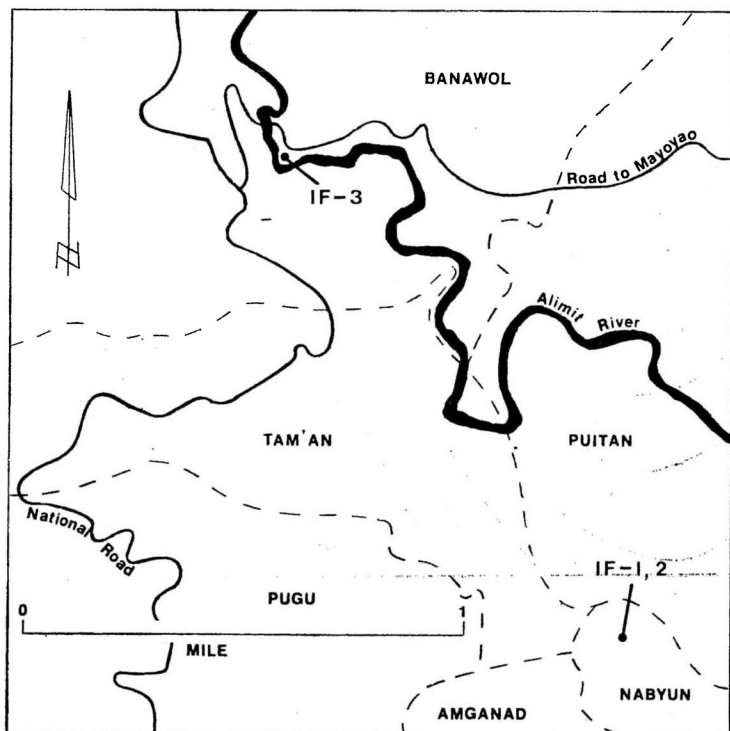 BANAWOL
Road to Mayoyao
IF-3
N
Alimit River
TAM'AN
PUITAN
National Road
IF-1, 2
PUGU
0 1
MILE
NABYUN
AMGANAD